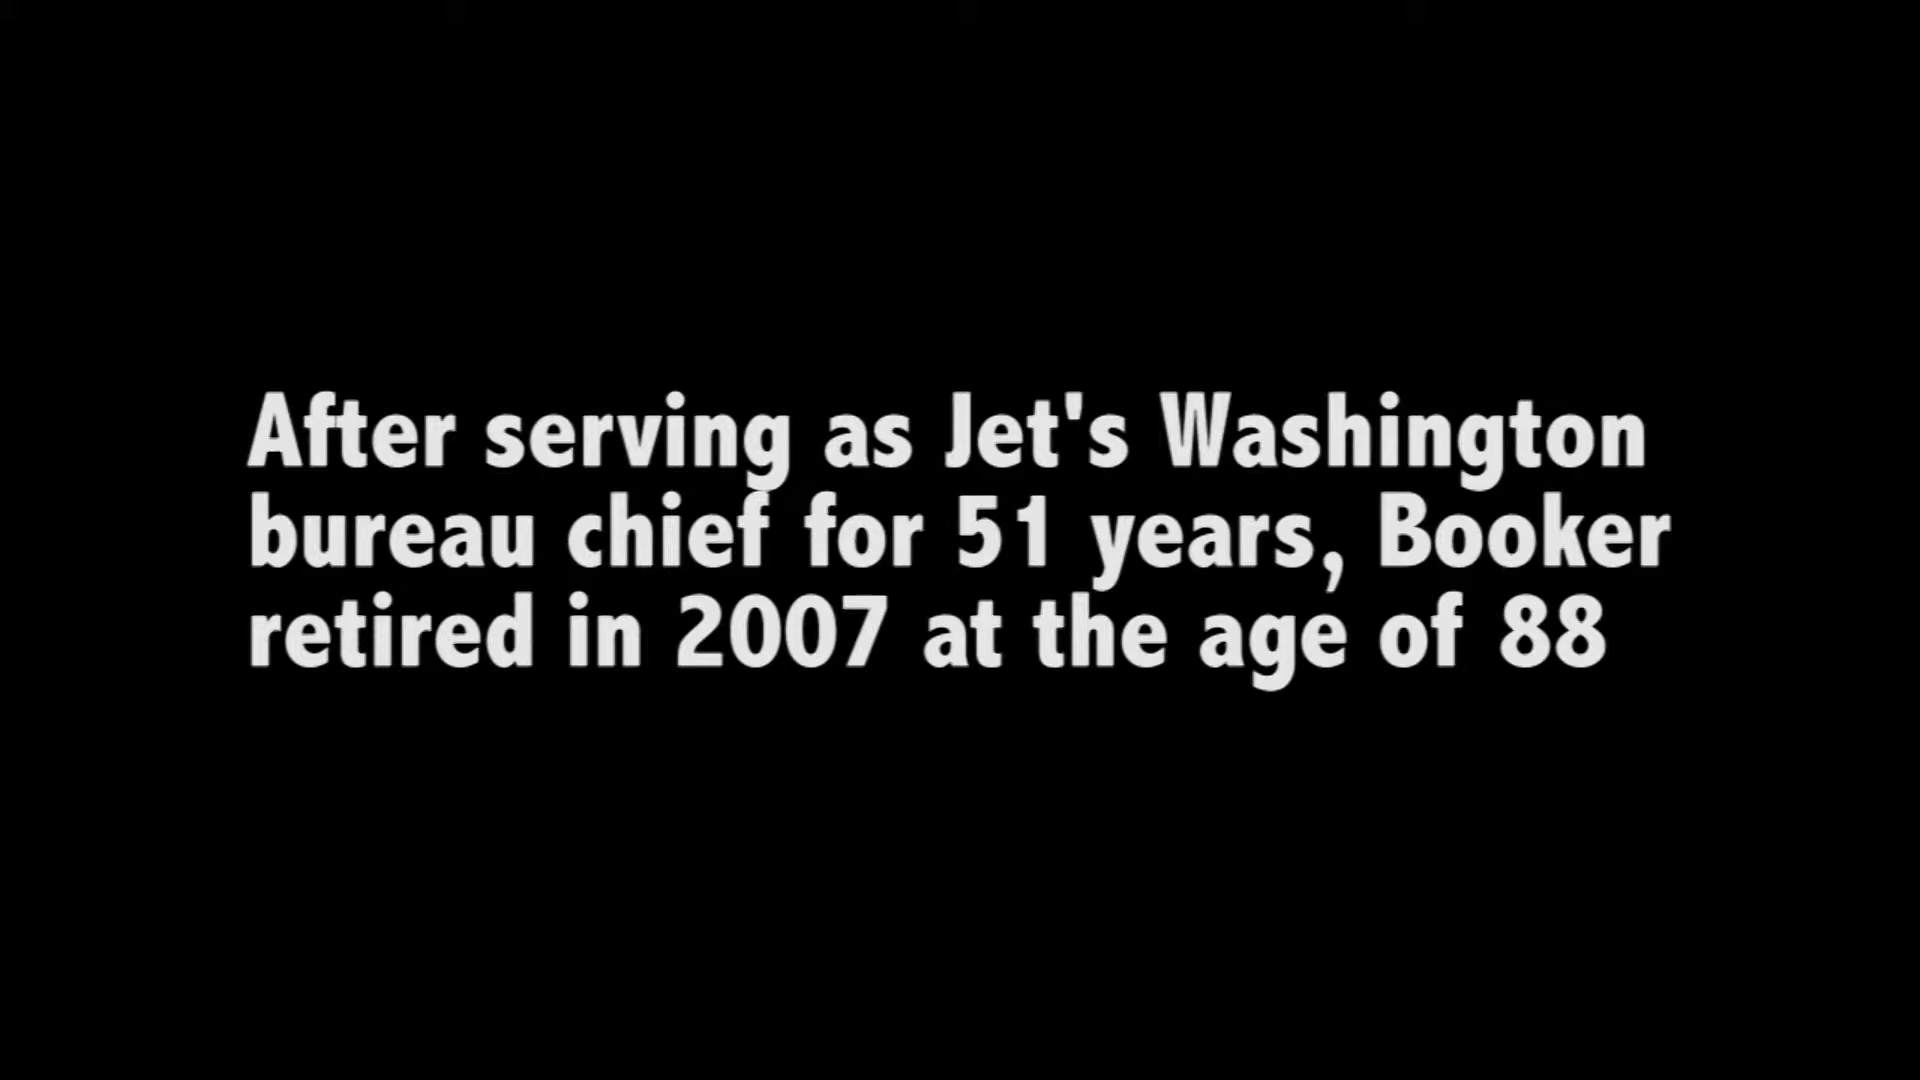 After serving as Jet's Washington
bureau chief for 51 years, Booker
retired in 2007 at the age of 88